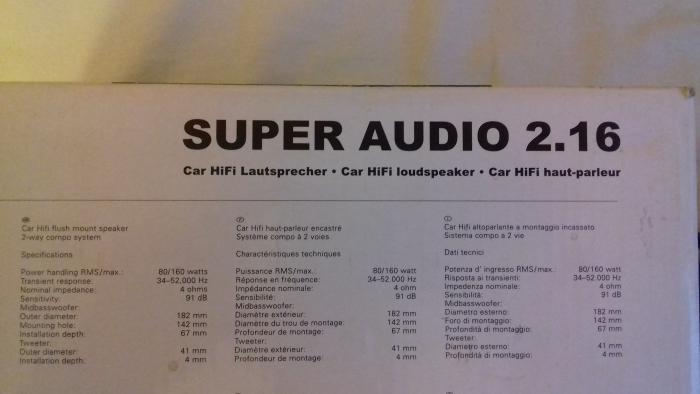 SUPER AUDIO 2.16
Car HiFi Lautsprecher • Car HiFi loudspeaker • Car HiFi haut-parleur
Car Hifi flush mount speaker
2-way compo system
Specifications
Power handling RMS/max.: 80/160 watts
Transient response: 34–52.000 Hz
Nominal impedance: 4 ohms
Sensitivity: 91 dB
Midbasswoofer:
Outer diameter: 182 mm
Mounting hole: 142 mm
Installation depth: 67 mm
Tweeter:
Outer diameter: 41 mm
Installation depth: 4 mm
Car HiFi haut-parleur encastré
Système compo à 2 voies
Charactéristiques techniques
Puissance RMS/max.: 80/160 watt
Réponse en fréquence: 34–52.000 Hz
Impédance nominale: 4 ohm
Sensibilité: 91 dB
Midbasswoofer:
Diamètre extérieur: 182 mm
Diamètre du trou de montage: 142 mm
Profondeur de montage: 67 mm
Tweeter:
Diamètre extérieur: 41 mm
Profondeur de montage: 4 mm
Car Hifi altoparlante a montaggio incassato
Sistema compo a 2 vie
Dati tecnici
Potenza d' ingresso RMS/max.: 80/160 watt
Risposta ai transienti: 34–52.000 Hz
Impedenza nominale: 4 ohm
Sensibilità: 91 dB
Midbasswoofer:
Diametro esterno: 182 mm
Foro di montaggio: 142 mm
Profondità di montaggio: 67 mm
Tweeter:
Diametro esterno: 41 mm
Profondità di montaggio: 4 mm